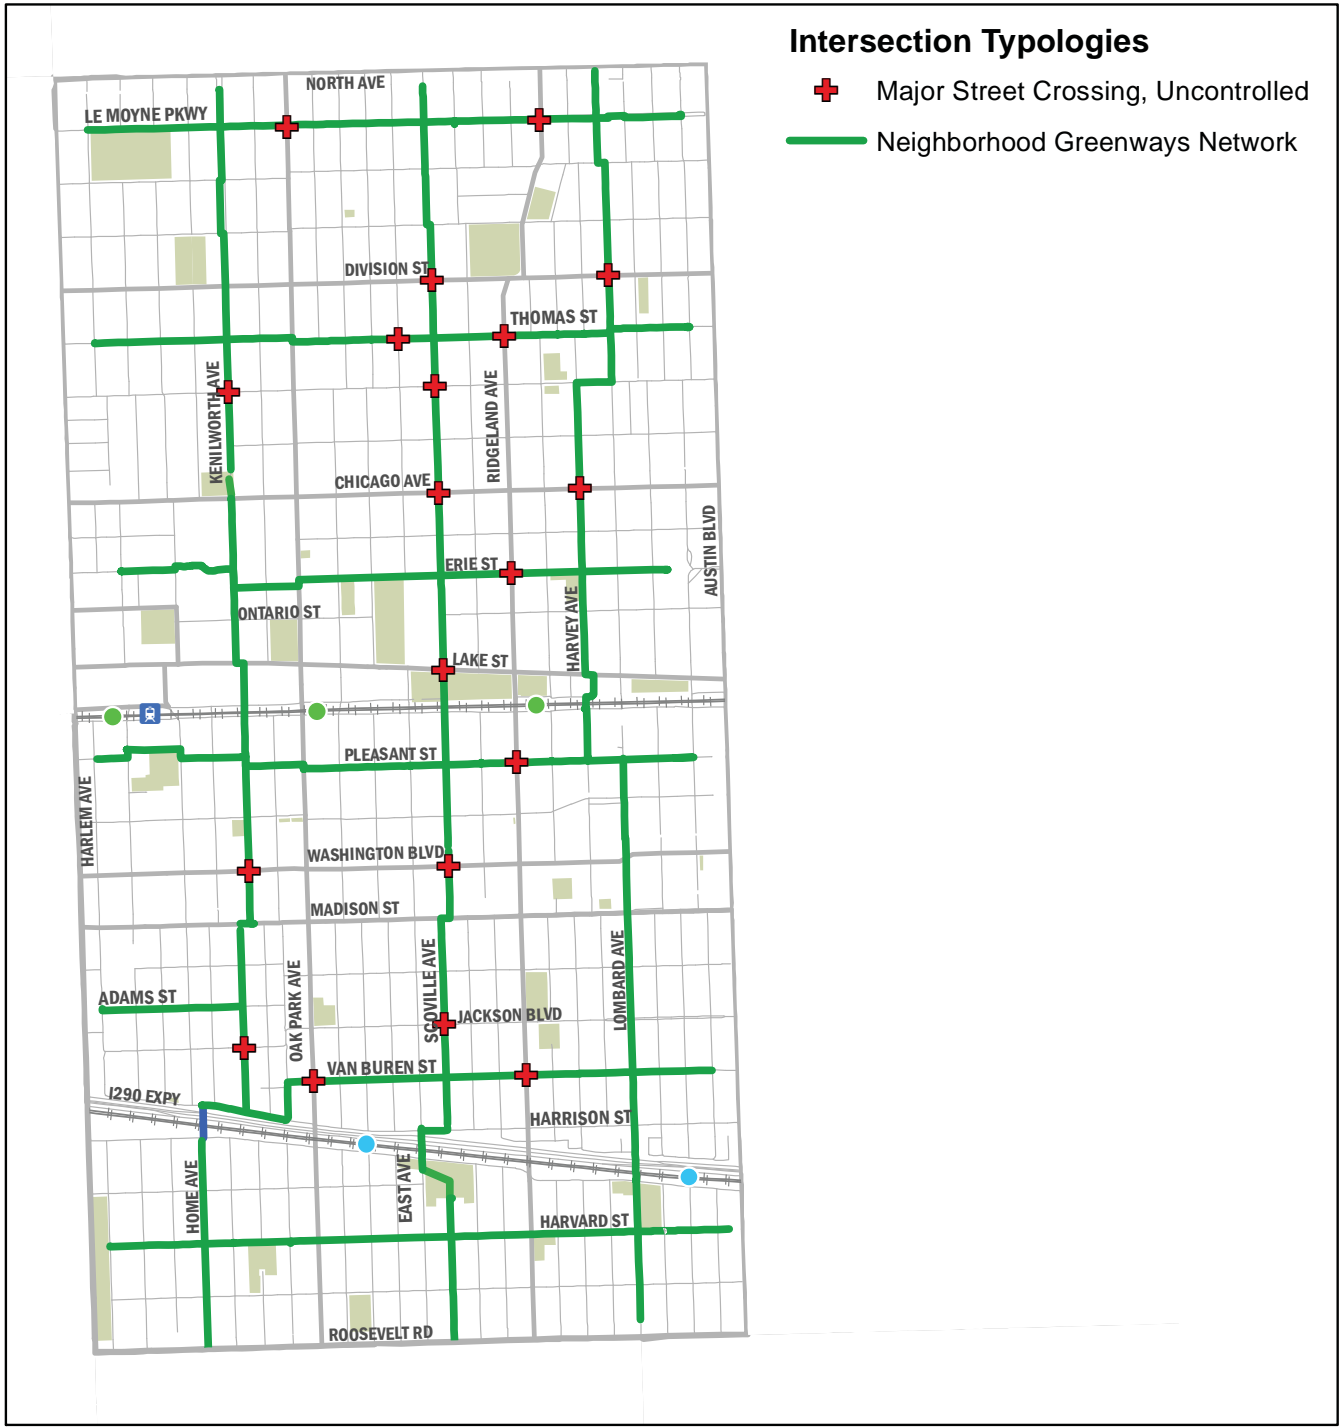 Intersection Typologies
Major Street Crossing, Uncontrolled
Neighborhood Greenways Network
NORTH AVE
LE MOYNE PKWY
DIVISION ST
THOMAS ST
KENILWORTH AVE
RIDGELAND AVE
CHICAGO AVE
AUSTIN BLVD
ERIE ST
HARVEY AVE
ONTARIO ST
LAKE ST
PLEASANT ST
HARLEM AVE
WASHINGTON BLVD
MADISON ST
SCOVILLE AVE
LOMBARD AVE
OAK PARK AVE
ADAMS ST
JACKSON BLVD
VAN BUREN ST
I290 EXPY
HARRISON ST
HOME AVE
EAST AVE
HARVARD ST
ROOSEVELT RD